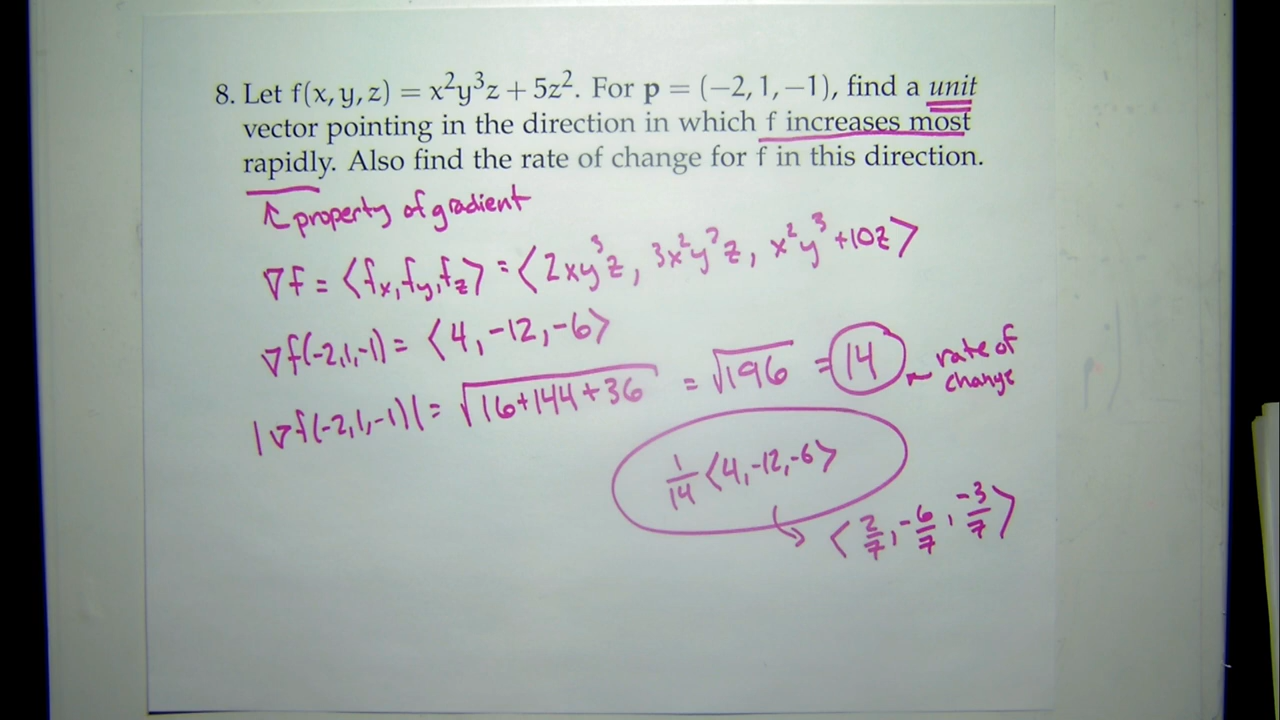 8. Let f(x, y, z) = x²y³z + 5z². For p = (−2, 1, −1), find a unit
vector pointing in the direction in which f increases most
rapidly. Also find the rate of change for f in this direction.
↑ property of gradient
∇f = ⟨fx, fy, fz⟩ = ⟨2xy³z, 3x²y²z, x²y³+10z⟩
∇f(-2,1,-1) = ⟨4, -12, -6⟩
|∇f(-2,1,-1)| = √(16+144+36) = √196 = 14 ← rate of
change
1/14 ⟨4, -12, -6⟩
↳ ⟨2/7, -6/7, -3/7⟩